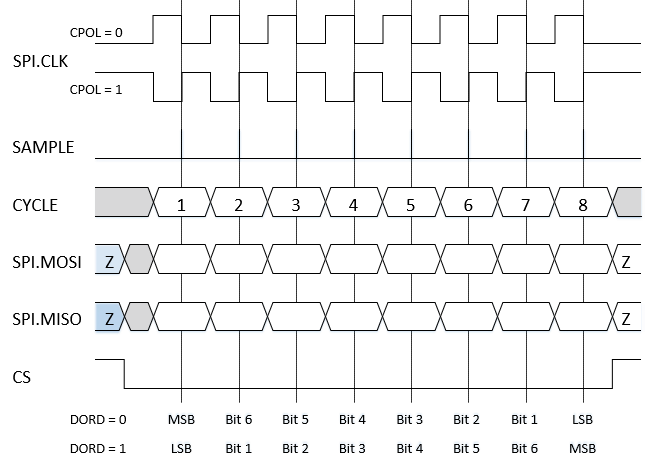 CPOL = 0
SPI.CLK
CPOL = 1
SAMPLE
CYCLE 1 2 3 4 5 6 7 8
SPI.MOSI Z Z
SPI.MISO Z Z
CS
DORD = 0 MSB Bit 6 Bit 5 Bit 4 Bit 3 Bit 2 Bit 1 LSB
DORD = 1 LSB Bit 1 Bit 2 Bit 3 Bit 4 Bit 5 Bit 6 MSB